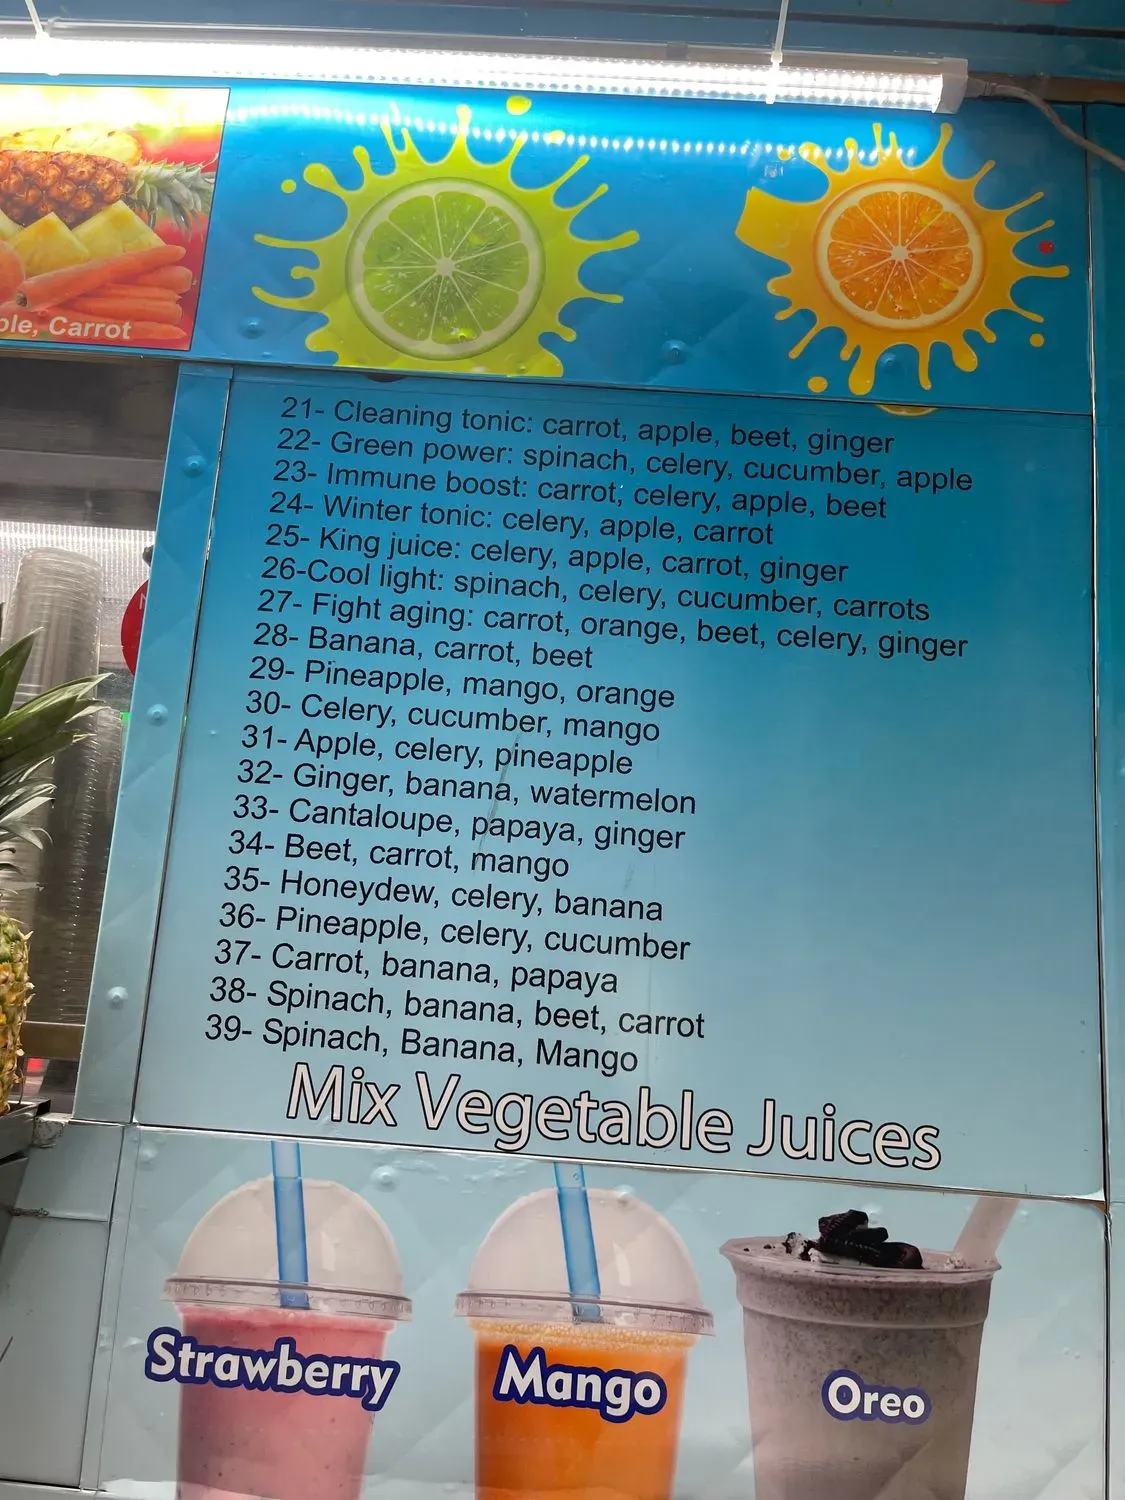 ple, Carrot
21- Cleaning tonic: carrot, apple, beet, ginger
22- Green power: spinach, celery, cucumber, apple
23- Immune boost: carrot, celery, apple, beet
24- Winter tonic: celery, apple, carrot
25- King juice: celery, apple, carrot, ginger
26-Cool light: spinach, celery, cucumber, carrots
27- Fight aging: carrot, orange, beet, celery, ginger
28- Banana, carrot, beet
29- Pineapple, mango, orange
30- Celery, cucumber, mango
31- Apple, celery, pineapple
32- Ginger, banana, watermelon
33- Cantaloupe, papaya, ginger
34- Beet, carrot, mango
35- Honeydew, celery, banana
36- Pineapple, celery, cucumber
37- Carrot, banana, papaya
38- Spinach, banana, beet, carrot
39- Spinach, Banana, Mango
Mix Vegetable Juices
Strawberry
Mango
Oreo